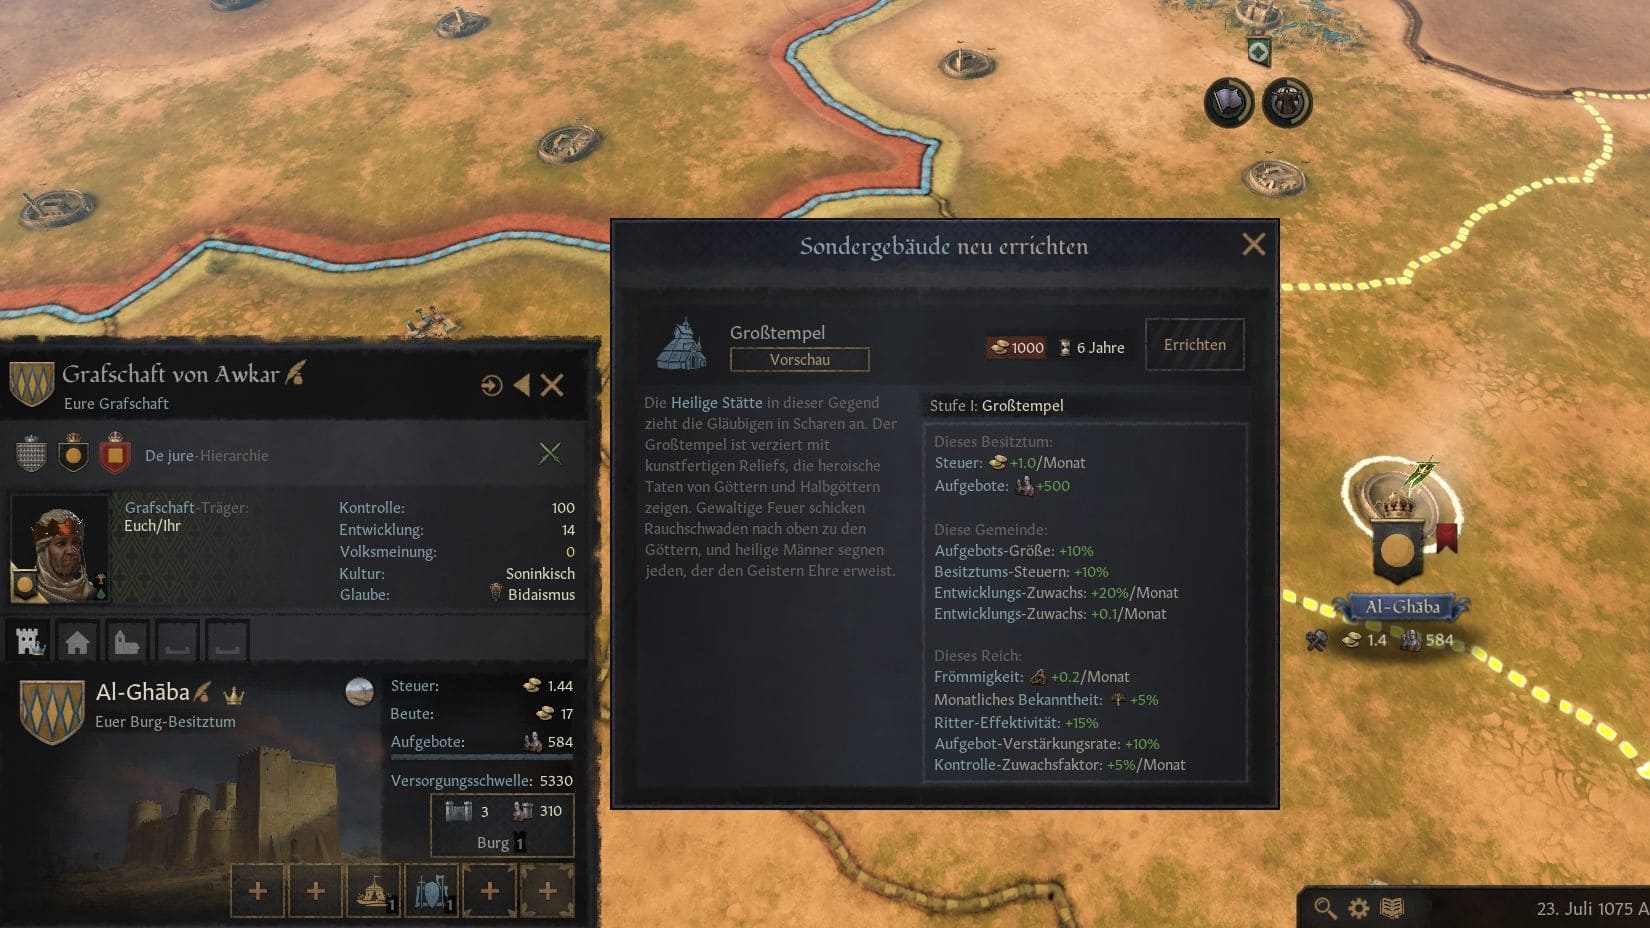 Sondergebäude neu errichten
Großtempel
Vorschau
1000
6 Jahre
Errichten
Die Heilige Stätte in dieser Gegend
zieht die Gläubigen in Scharen an. Der
Großtempel ist verziert mit
kunstfertigen Reliefs, die heroische
Taten von Göttern und Halbgöttern
zeigen. Gewaltige Feuer schicken
Rauchschwaden nach oben zu den
Göttern, und heilige Männer segnen
jeden, der den Geistern Ehre erweist.
Stufe I: Großtempel
Dieses Besitztum:
Steuer: +1.0/Monat
Aufgebote: +500
Diese Gemeinde:
Aufgebots-Größe: +10%
Besitztums-Steuern: +10%
Entwicklungs-Zuwachs: +20%/Monat
Entwicklungs-Zuwachs: +0.1/Monat
Dieses Reich:
Frömmigkeit: +0.2/Monat
Monatliches Bekanntheit: +5%
Ritter-Effektivität: +15%
Aufgebot-Verstärkungsrate: +10%
Kontrolle-Zuwachsfaktor: +5%/Monat
Grafschaft von Awkar
Eure Grafschaft
De jure-Hierarchie
Grafschaft-Träger:
Euch/Ihr
Kontrolle: 100
Entwicklung: 14
Volksmeinung: 0
Kultur: Soninkisch
Glaube: Bidaismus
Al-Ghāba
Euer Burg-Besitztum
Steuer: 1.44
Beute: 17
Aufgebote: 584
Versorgungsschwelle: 5330
3 310
Burg 1
+ + 1 1 + +
Al-Ghāba
1.4 584
23. Juli 1075 A